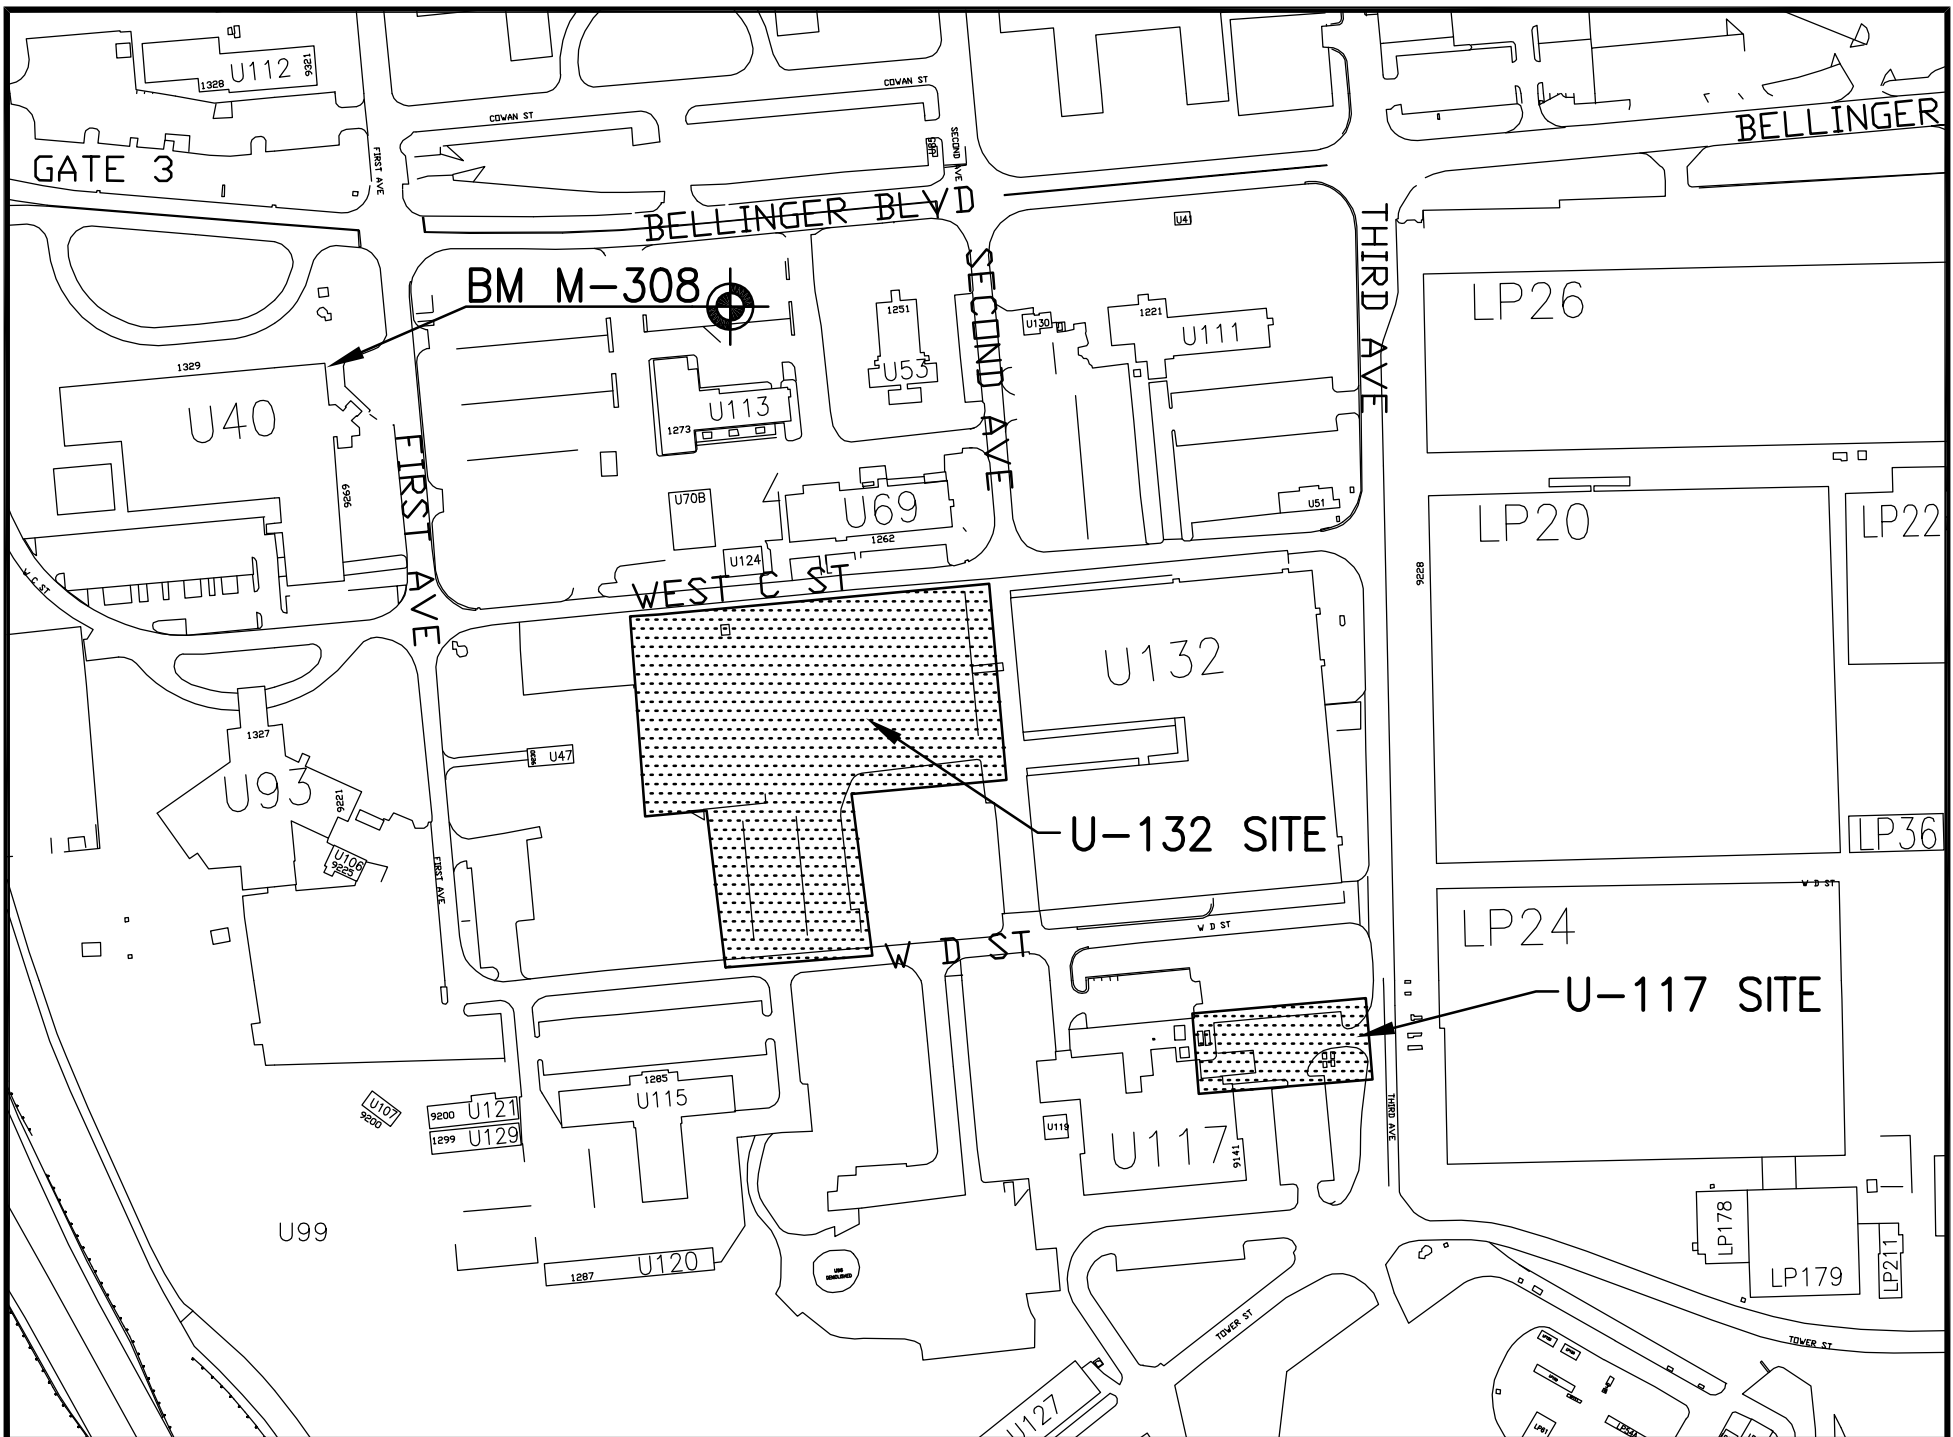 U112
1328
9321
COWAN ST
COWAN ST
BELLINGER
GATE 3
FIRST AVE
SECOND AVE
BELLINGER BLVD
U41
THIRD AVE
SECOND AVE
BM M-308
LP26
1251
U130
1221
U111
1329
U53
U40
U113
1273
FIRST AVE
9269
U70B
U69
1262
U51
LP20
LP22
U124
9228
W C ST
WEST C ST
U132
1327
U47
U93
9221
U-132 SITE
LP36
U106
9225
FIRST AVE
W D ST
LP24
W D ST
W D ST
U-117 SITE
1285
U115
U107
9200
9200 U121
1299 U129
U119
U117
9141
THIRD AVE
LP178
U99
1287
U120
LP179
LP211
TOWER ST
TOWER ST
U127
LP81